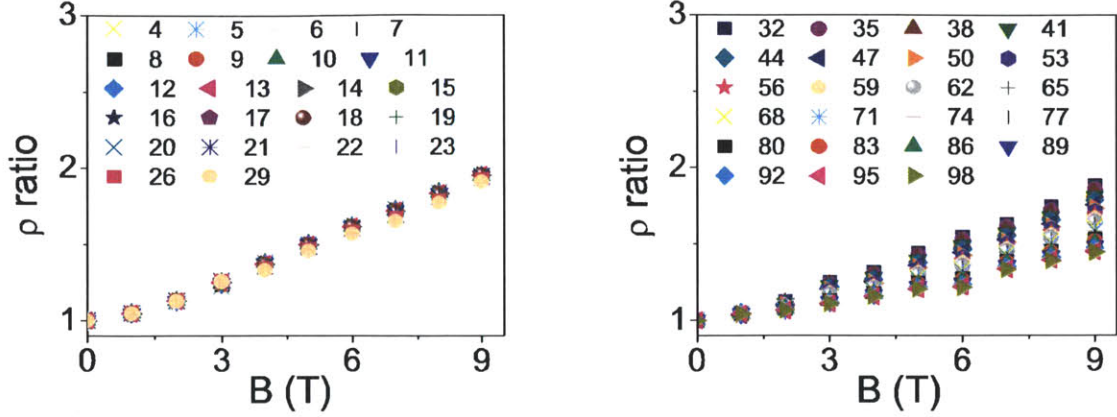 3
4 5 6 7
8 9 10 11
12 13 14 15
16 17 18 19
20 21 22 23
26 29
2
1
ρ ratio
0 3 6 9
B (T)
3
32 35 38 41
44 47 50 53
56 59 62 65
68 71 74 77
80 83 86 89
92 95 98
2
1
ρ ratio
0 3 6 9
B (T)